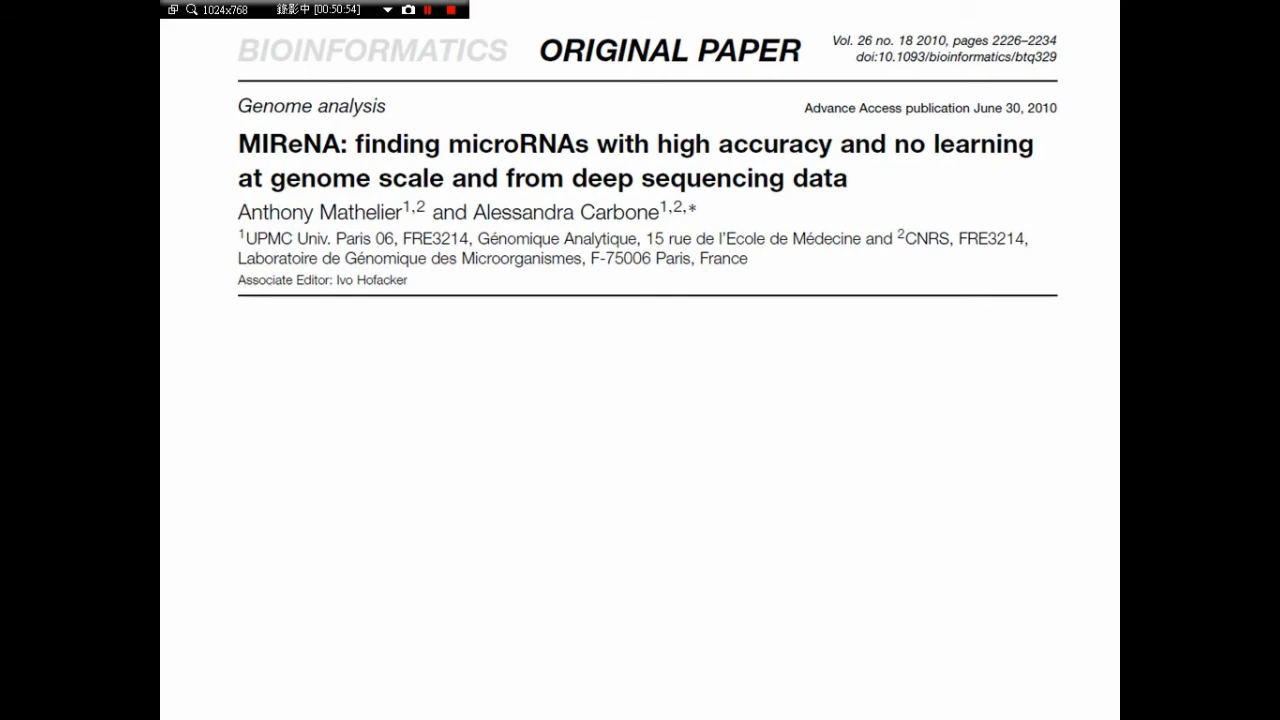 1024x768 錄影中 [00:50:54]
BIOINFORMATICS ORIGINAL PAPER Vol. 26 no. 18 2010, pages 2226–2234
doi:10.1093/bioinformatics/btq329
Genome analysis Advance Access publication June 30, 2010
MIReNA: finding microRNAs with high accuracy and no learning
at genome scale and from deep sequencing data
Anthony Mathelier1,2 and Alessandra Carbone1,2,*
1UPMC Univ. Paris 06, FRE3214, Génomique Analytique, 15 rue de l'Ecole de Médecine and 2CNRS, FRE3214,
Laboratoire de Génomique des Microorganismes, F-75006 Paris, France
Associate Editor: Ivo Hofacker